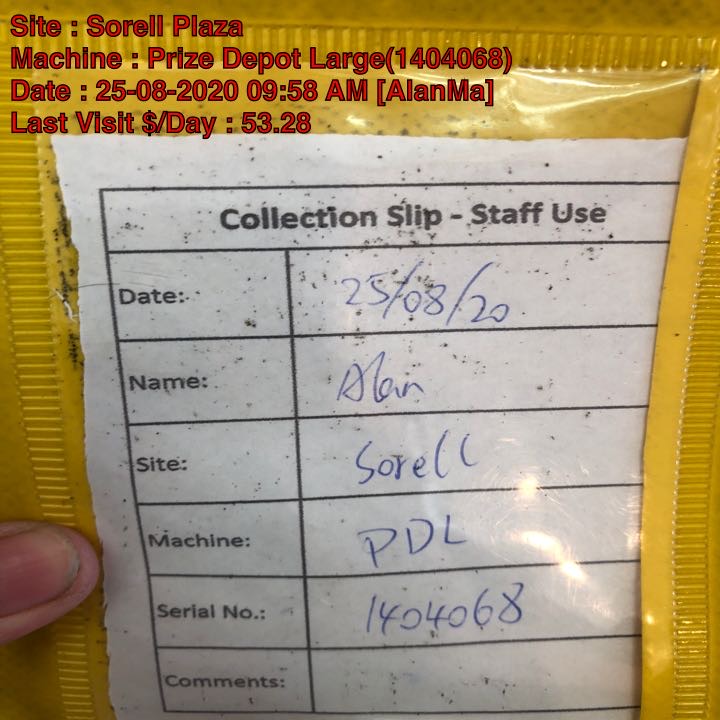 Site : Sorell Plaza
Machine : Prize Depot Large(1404068)
Date : 25-08-2020 09:58 AM [AlanMa]
Last Visit $/Day : 53.28
Collection Slip - Staff Use
Date: 25/08/20
Name: Alan
Site: Sorell
Machine: PDL
Serial No.: 1404068
Comments: